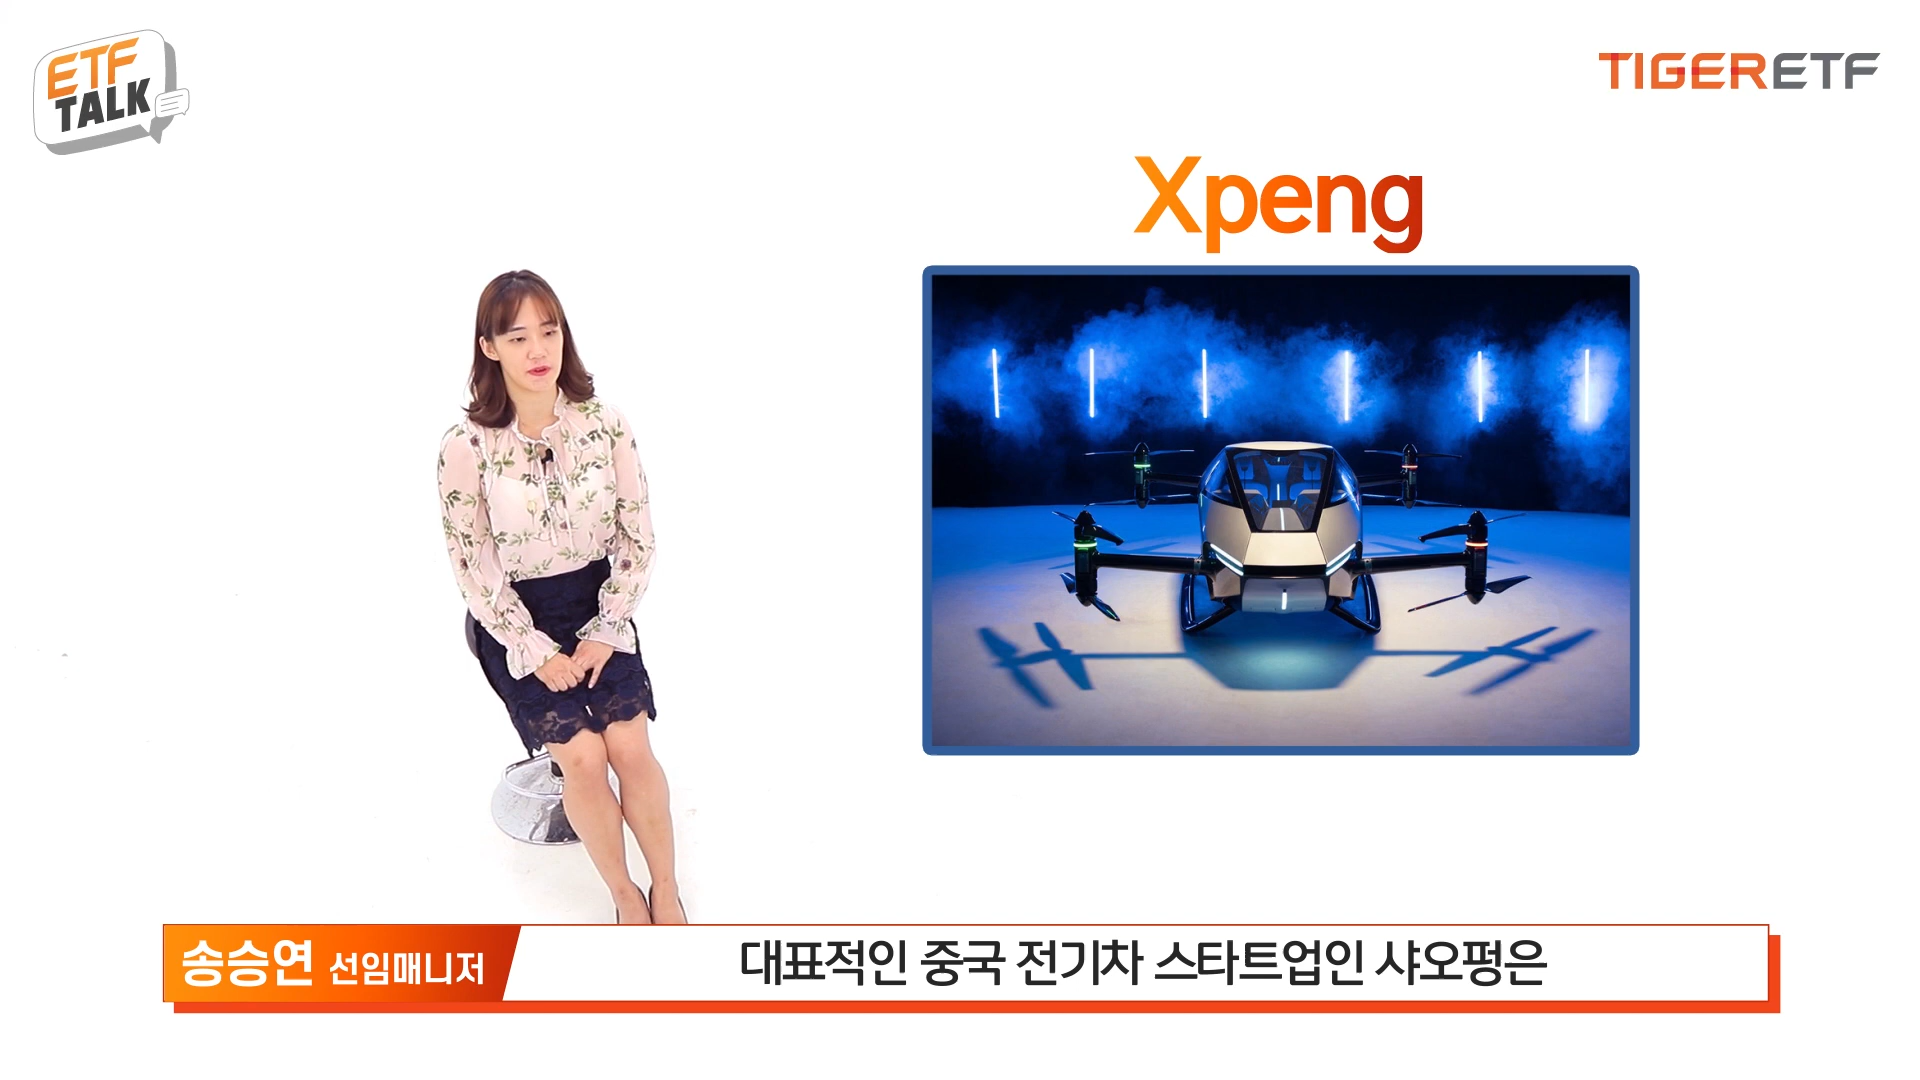 ETF
TALK
TIGERETF
Xpeng
송승연 선임매니저
대표적인 중국 전기차 스타트업인 샤오펑은